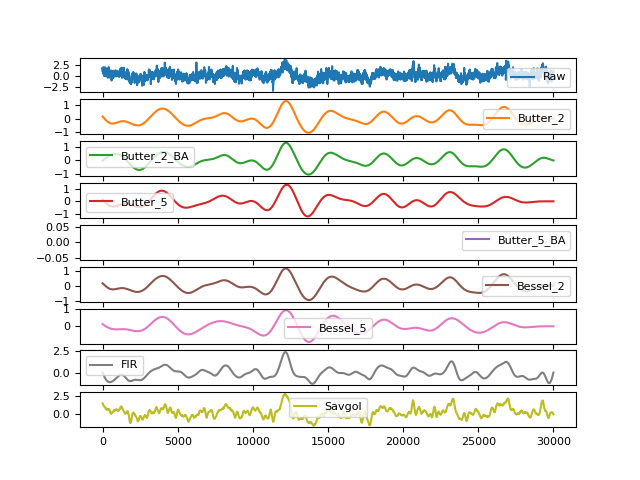 2.5
0.0
−2.5
Raw
1
0
−1
Butter_2
1
0
−1
Butter_2_BA
1
0
−1
Butter_5
0.05
0.00
−0.05
Butter_5_BA
1
0
−1
Bessel_2
1
0
Bessel_5
2.5
0.0
FIR
2.5
0.0
Savgol
0 5000 10000 15000 20000 25000 30000